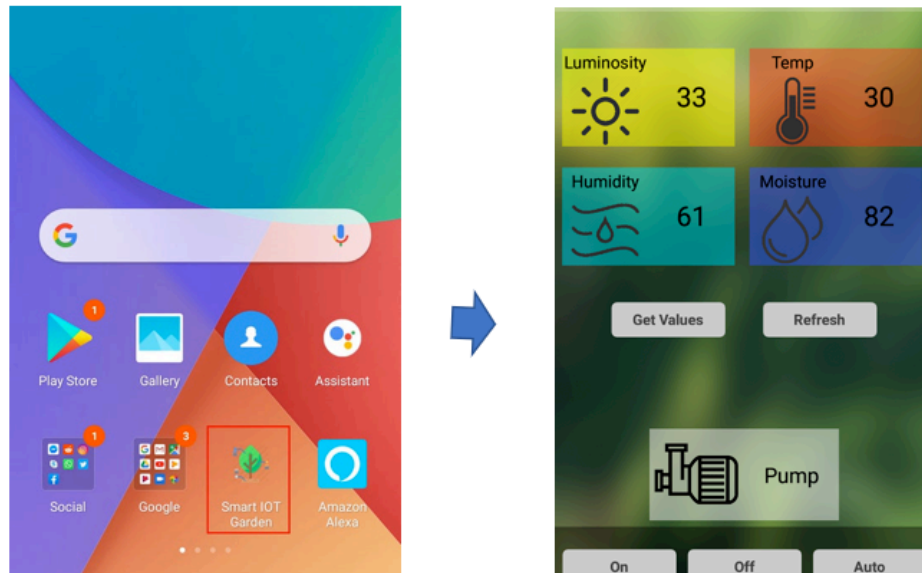 Play Store
Gallery
Contacts
Assistant
Social
Google
Smart IOT
Garden
Amazon
Alexa
1
1
3
Luminosity
33
Temp
30
Humidity
61
Moisture
82
Get Values
Refresh
Pump
On
Off
Auto